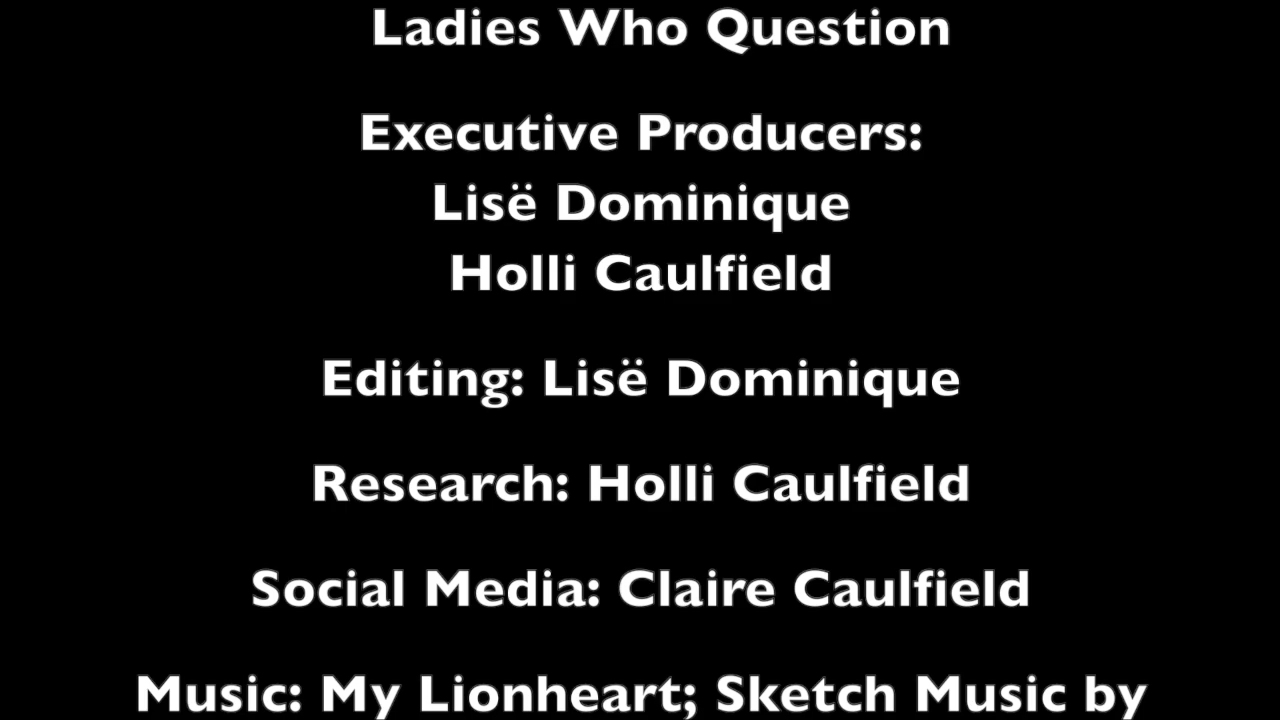 Ladies Who Question
Executive Producers:
Lisë Dominique
Holli Caulfield
Editing: Lisë Dominique
Research: Holli Caulfield
Social Media: Claire Caulfield
Music: My Lionheart; Sketch Music by